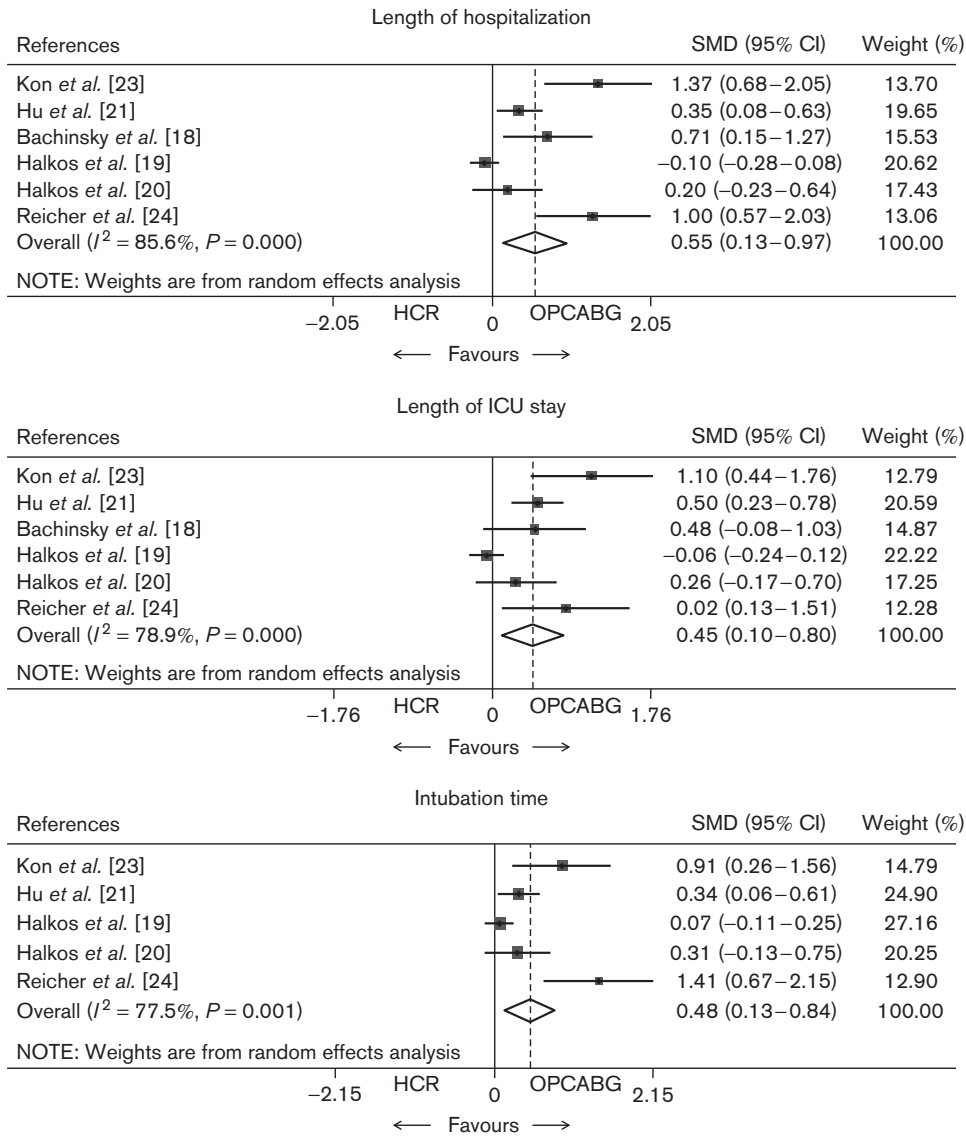 Length of hospitalization
References SMD (95% CI) Weight (%)
Kon et al. [23] 1.37 (0.68–2.05) 13.70
Hu et al. [21] 0.35 (0.08–0.63) 19.65
Bachinsky et al. [18] 0.71 (0.15–1.27) 15.53
Halkos et al. [19] −0.10 (−0.28–0.08) 20.62
Halkos et al. [20] 0.20 (−0.23–0.64) 17.43
Reicher et al. [24] 1.00 (0.57–2.03) 13.06
Overall (I² = 85.6%, P = 0.000) 0.55 (0.13–0.97) 100.00
NOTE: Weights are from random effects analysis
−2.05 HCR 0 OPCABG 2.05
← Favours →
Length of ICU stay
References SMD (95% CI) Weight (%)
Kon et al. [23] 1.10 (0.44–1.76) 12.79
Hu et al. [21] 0.50 (0.23–0.78) 20.59
Bachinsky et al. [18] 0.48 (−0.08–1.03) 14.87
Halkos et al. [19] −0.06 (−0.24–0.12) 22.22
Halkos et al. [20] 0.26 (−0.17–0.70) 17.25
Reicher et al. [24] 0.02 (0.13–1.51) 12.28
Overall (I² = 78.9%, P = 0.000) 0.45 (0.10–0.80) 100.00
NOTE: Weights are from random effects analysis
−1.76 HCR 0 OPCABG 1.76
← Favours →
Intubation time
References SMD (95% CI) Weight (%)
Kon et al. [23] 0.91 (0.26–1.56) 14.79
Hu et al. [21] 0.34 (0.06–0.61) 24.90
Halkos et al. [19] 0.07 (−0.11–0.25) 27.16
Halkos et al. [20] 0.31 (−0.13–0.75) 20.25
Reicher et al. [24] 1.41 (0.67–2.15) 12.90
Overall (I² = 77.5%, P = 0.001) 0.48 (0.13–0.84) 100.00
NOTE: Weights are from random effects analysis
−2.15 HCR 0 OPCABG 2.15
← Favours →